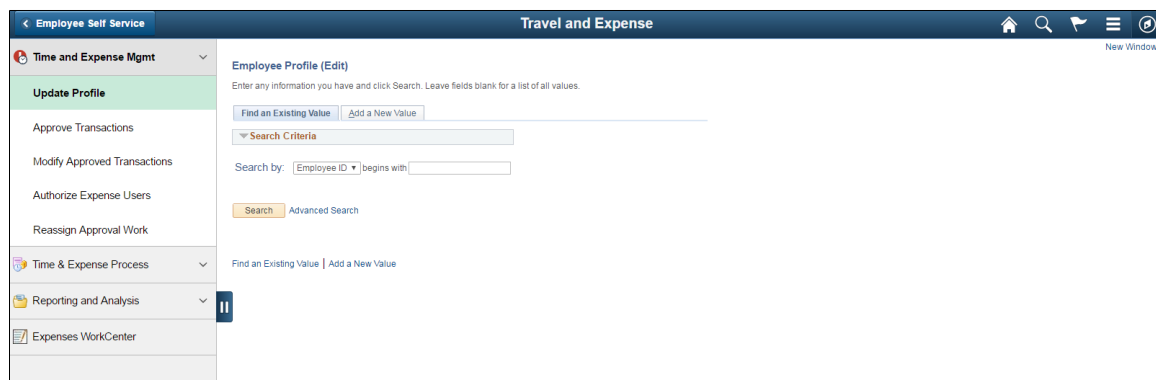 Employee Self Service
Travel and Expense
New Window
Time and Expense Mgmt
Update Profile
Approve Transactions
Modify Approved Transactions
Authorize Expense Users
Reassign Approval Work
Time & Expense Process
Reporting and Analysis
Expenses WorkCenter
Employee Profile (Edit)
Enter any information you have and click Search. Leave fields blank for a list of all values.
Find an Existing Value Add a New Value
Search Criteria
Search by: Employee ID begins with
Search Advanced Search
Find an Existing Value | Add a New Value